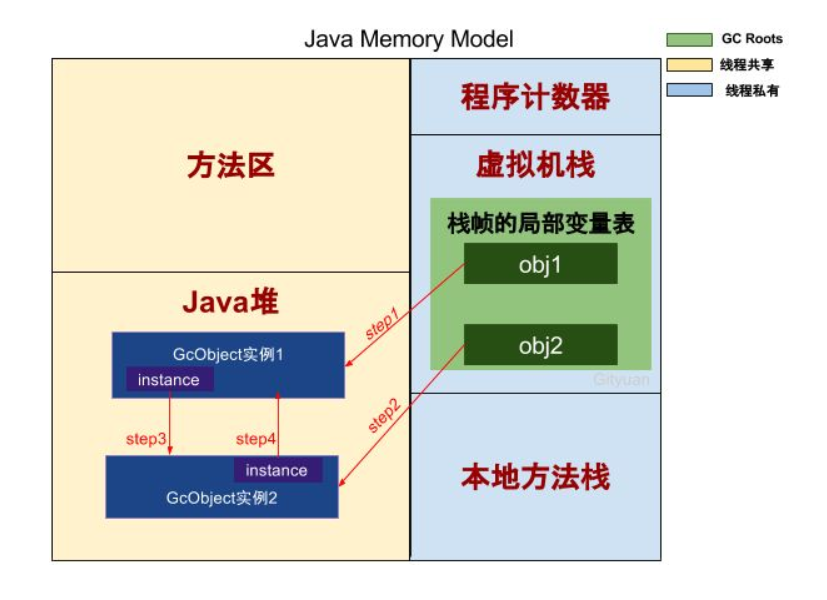 Java Memory Model
GC Roots
线程共享
线程私有
方法区
程序计数器
虚拟机栈
栈帧的局部变量表
obj1
obj2
Gityuan
Java堆
GcObject实例1
instance
step1
step2
step3
step4
instance
GcObject实例2
本地方法栈